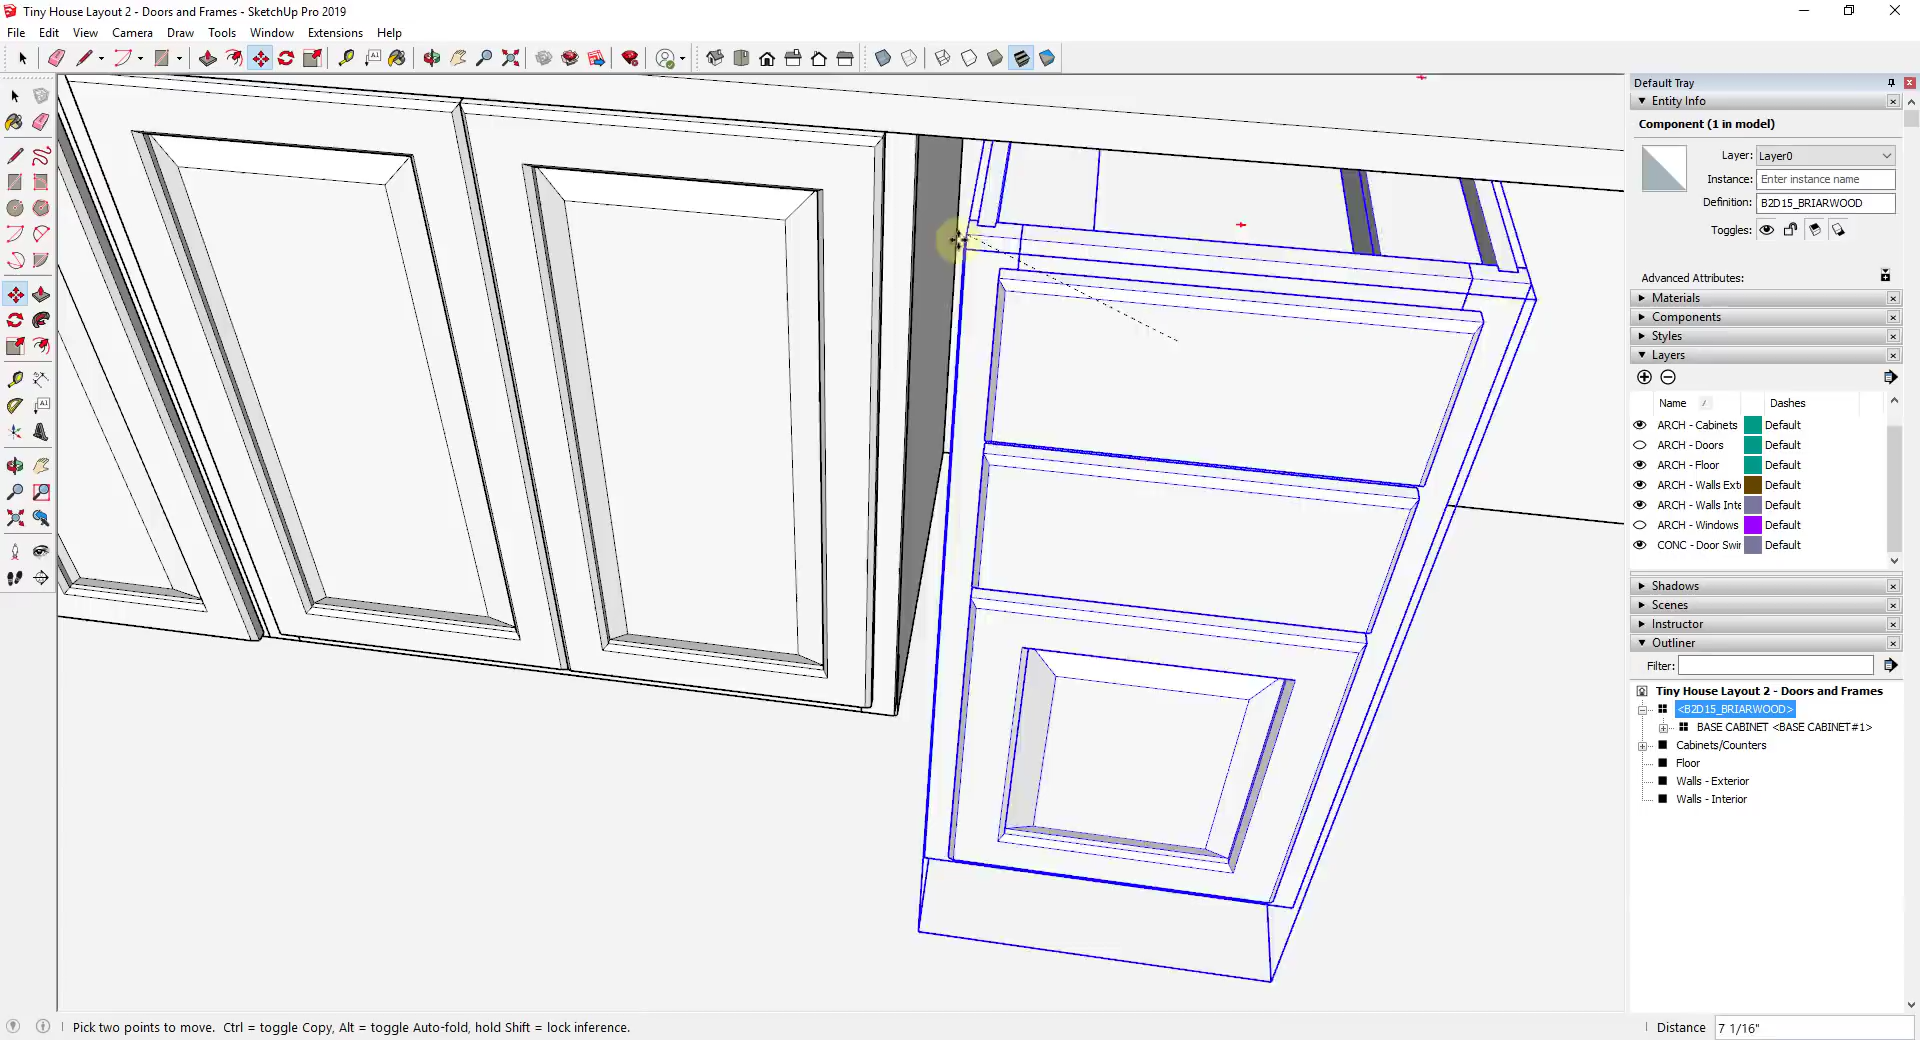 Tiny House Layout 2 - Doors and Frames - SketchUp Pro 2019
File Edit View Camera Draw Tools Window Extensions Help
Default Tray
Entity Info
Component (1 in model)
Layer: Layer0
Instance: Enter instance name
Definition: B2D15_BRIARWOOD
Toggles:
Advanced Attributes:
Materials
Components
Styles
Layers
Name Dashes
ARCH - Cabinets Default
ARCH - Doors Default
ARCH - Floor Default
ARCH - Walls Exte Default
ARCH - Walls Inte Default
ARCH - Windows Default
CONC - Door Swir Default
Shadows
Scenes
Instructor
Outliner
Filter:
Tiny House Layout 2 - Doors and Frames
<B2D15_BRIARWOOD>
BASE CABINET <BASE CABINET#1>
Cabinets/Counters
Floor
Walls - Exterior
Walls - Interior
Pick two points to move. Ctrl = toggle Copy, Alt = toggle Auto-fold, hold Shift = lock inference.
Distance 7 1/16"